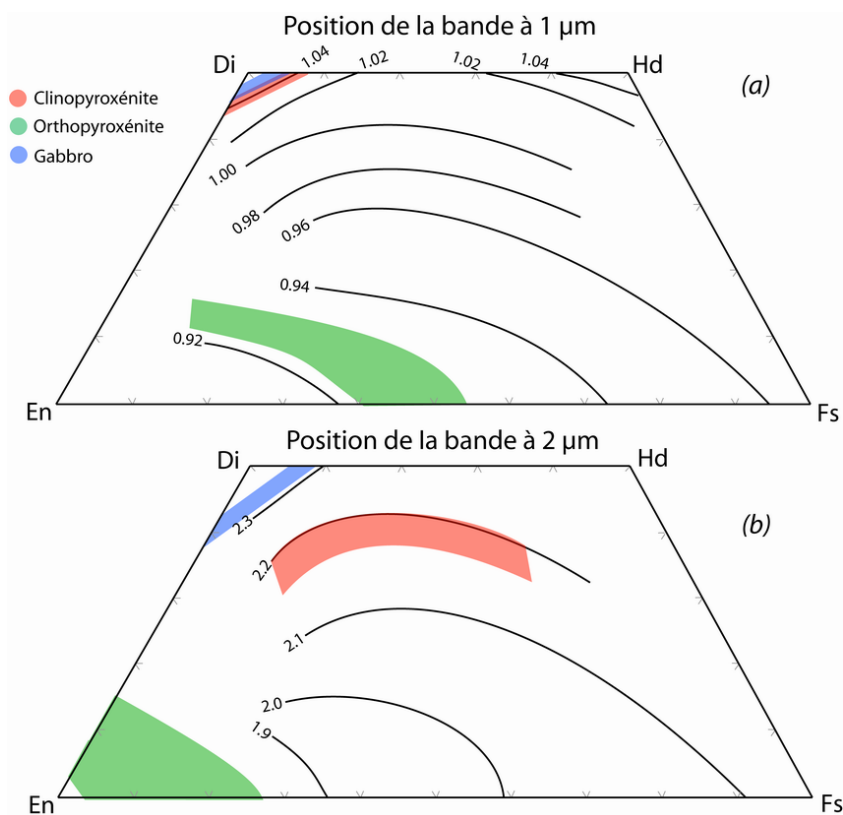 Position de la bande à 1 µm
Di
1.04
1.02
1.02
1.04
Hd
(a)
Clinopyroxénite
Orthopyroxénite
Gabbro
1.00
0.98
0.96
0.94
0.92
En
Fs
Position de la bande à 2 µm
Di
Hd
(b)
2.3
2.2
2.1
2.0
1.9
En
Fs